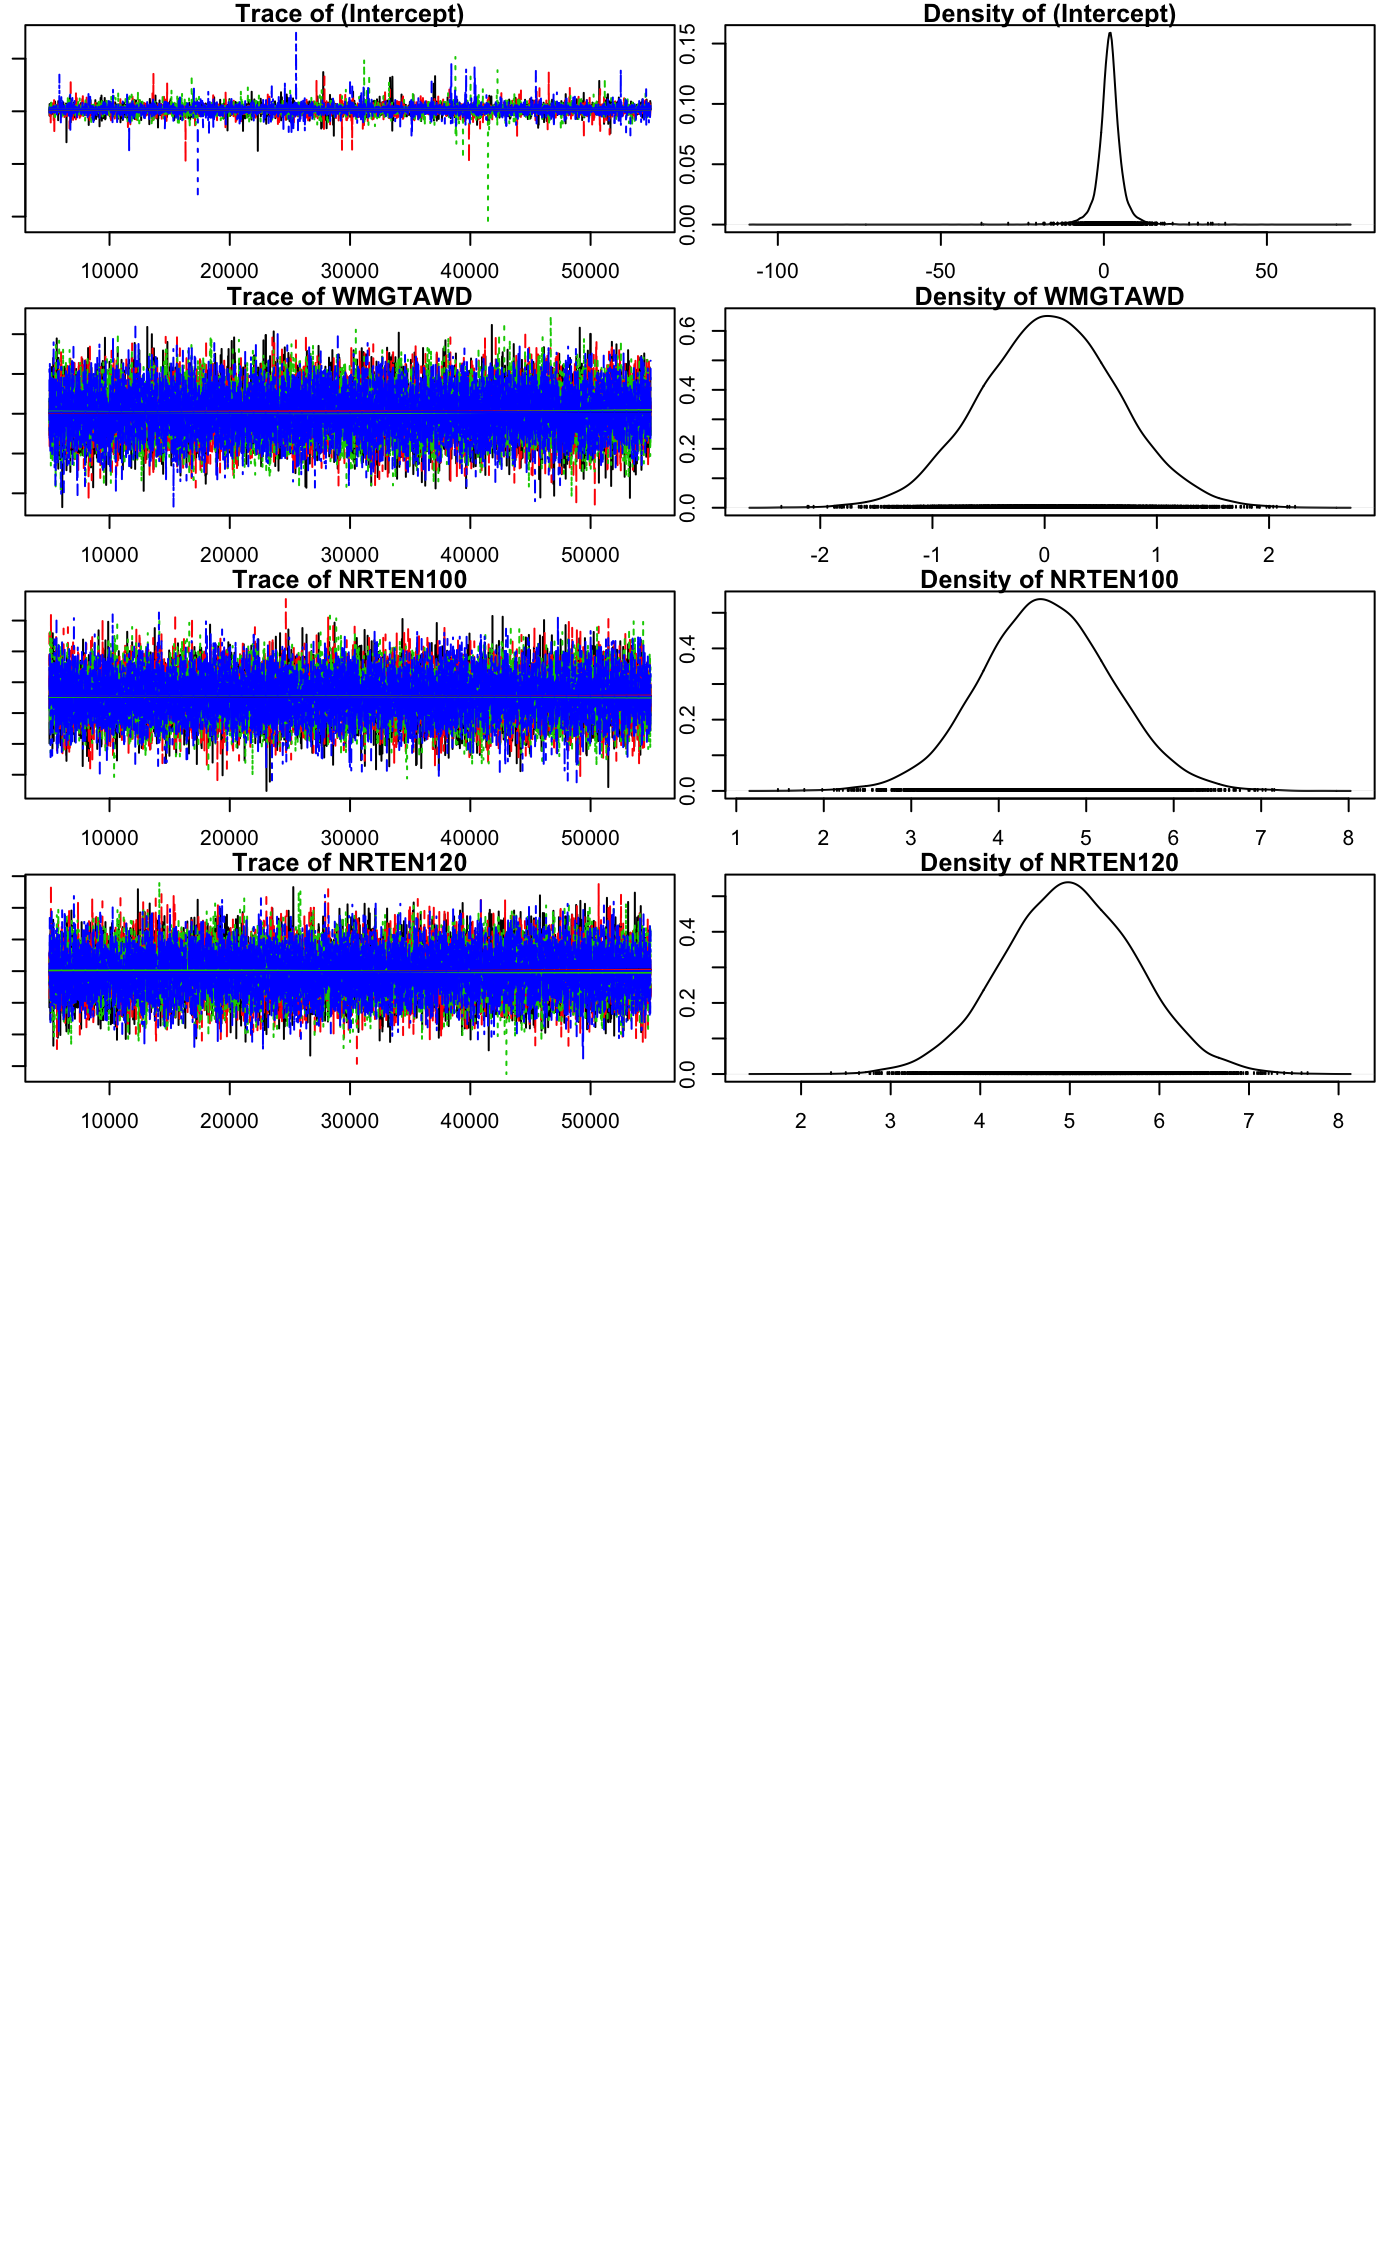 Trace of (Intercept)
10000 20000 30000 40000 50000
Density of (Intercept)
0.00 0.05 0.10 0.15
-100 -50 0 50
Trace of WMGTAWD
10000 20000 30000 40000 50000
Density of WMGTAWD
0.0 0.2 0.4 0.6
-2 -1 0 1 2
Trace of NRTEN100
10000 20000 30000 40000 50000
Density of NRTEN100
0.0 0.2 0.4
1 2 3 4 5 6 7 8
Trace of NRTEN120
10000 20000 30000 40000 50000
Density of NRTEN120
0.0 0.2 0.4
2 3 4 5 6 7 8